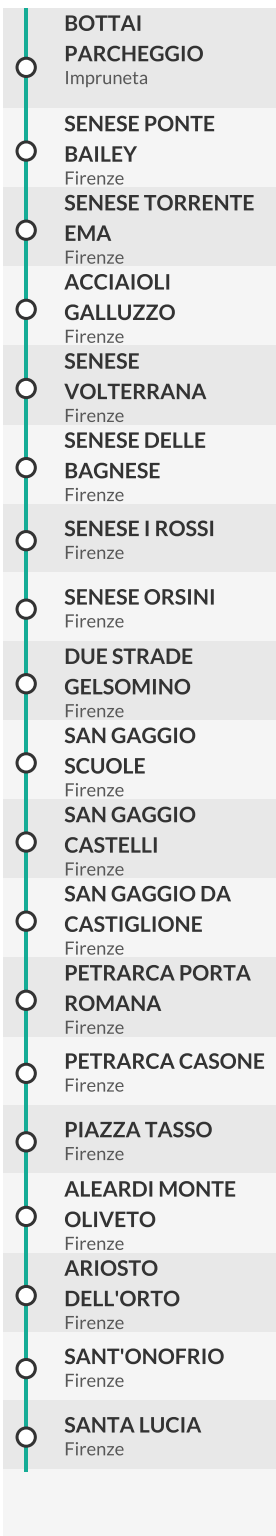 BOTTAI
PARCHEGGIO
Impruneta
SENESE PONTE
BAILEY
Firenze
SENESE TORRENTE
EMA
Firenze
ACCIAIOLI
GALLUZZO
Firenze
SENESE
VOLTERRANA
Firenze
SENESE DELLE
BAGNESE
Firenze
SENESE I ROSSI
Firenze
SENESE ORSINI
Firenze
DUE STRADE
GELSOMINO
Firenze
SAN GAGGIO
SCUOLE
Firenze
SAN GAGGIO
CASTELLI
Firenze
SAN GAGGIO DA
CASTIGLIONE
Firenze
PETRARCA PORTA
ROMANA
Firenze
PETRARCA CASONE
Firenze
PIAZZA TASSO
Firenze
ALEARDI MONTE
OLIVETO
Firenze
ARIOSTO
DELL'ORTO
Firenze
SANT'ONOFRIO
Firenze
SANTA LUCIA
Firenze